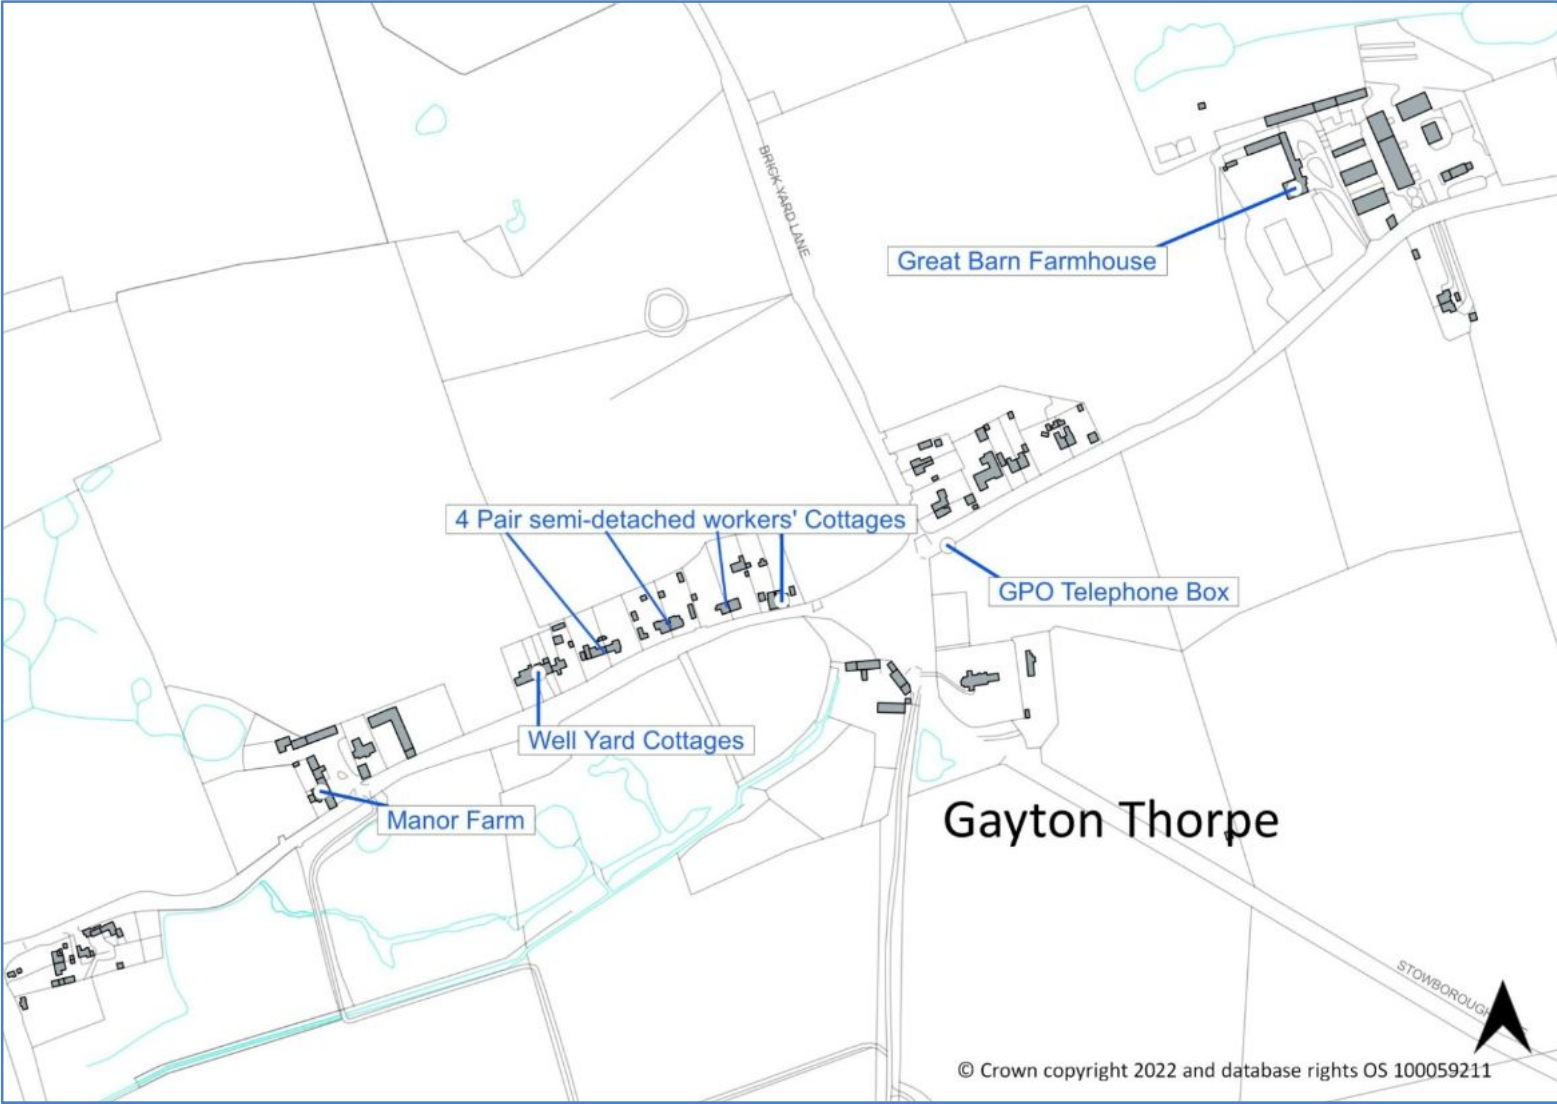 BRICK YARD LANE
Great Barn Farmhouse
4 Pair semi-detached workers' Cottages
GPO Telephone Box
Well Yard Cottages
Manor Farm
Gayton Thorpe
STOWBOROUGH
© Crown copyright 2022 and database rights OS 100059211